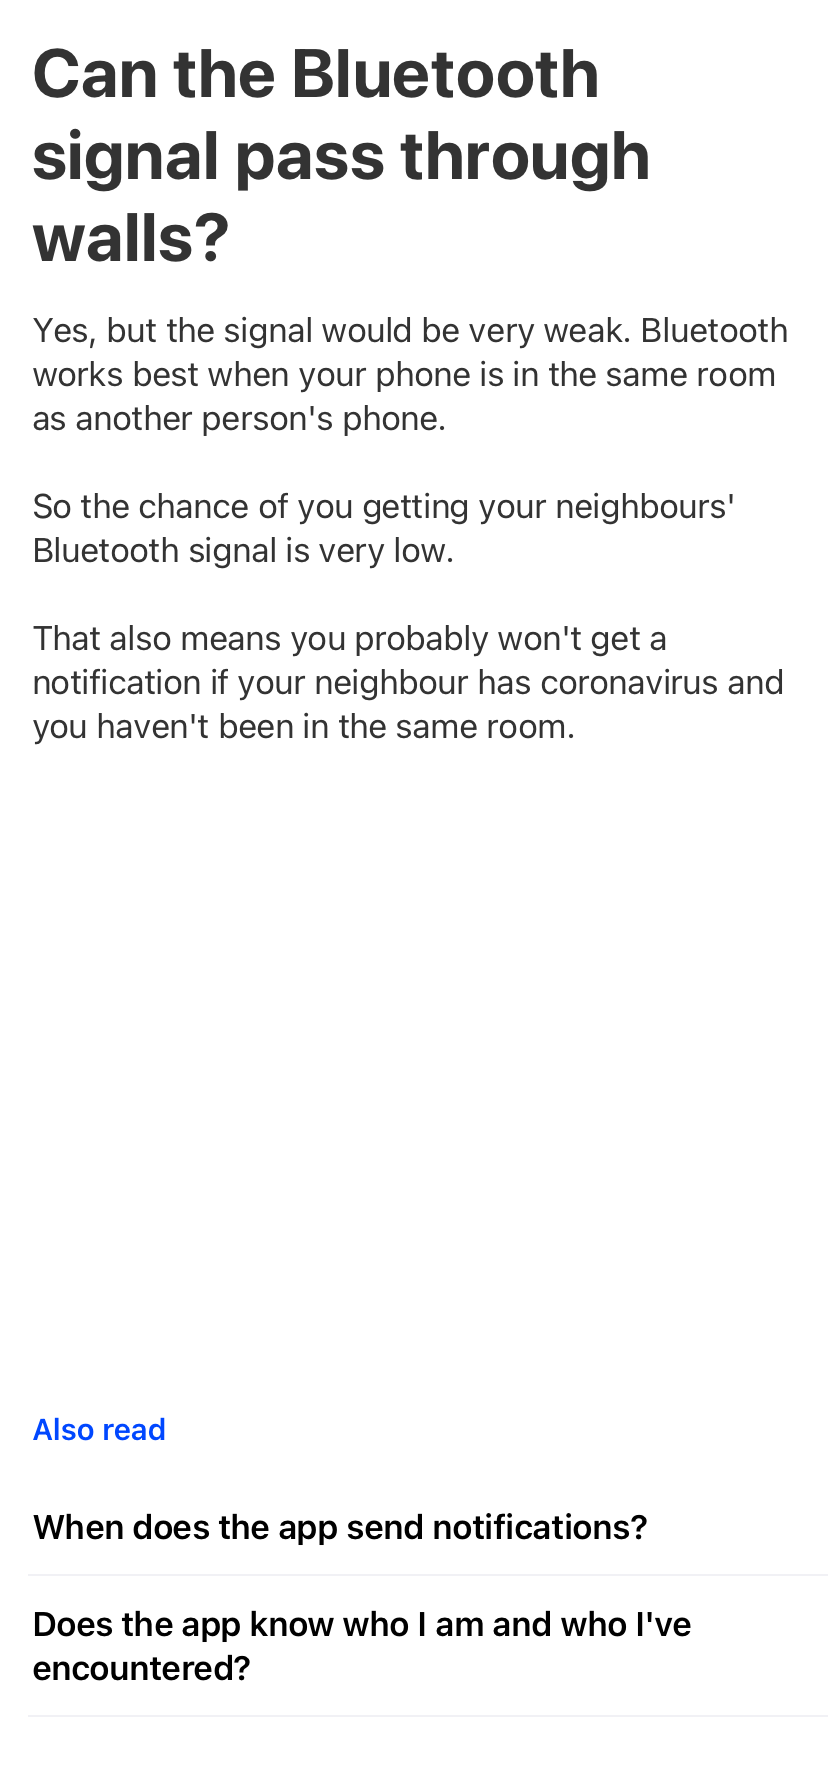 Can the Bluetooth
signal pass through
walls?
Yes, but the signal would be very weak. Bluetooth
works best when your phone is in the same room
as another person's phone.
So the chance of you getting your neighbours'
Bluetooth signal is very low.
That also means you probably won't get a
notification if your neighbour has coronavirus and
you haven't been in the same room.
Also read
When does the app send notifications?
Does the app know who I am and who I've
encountered?